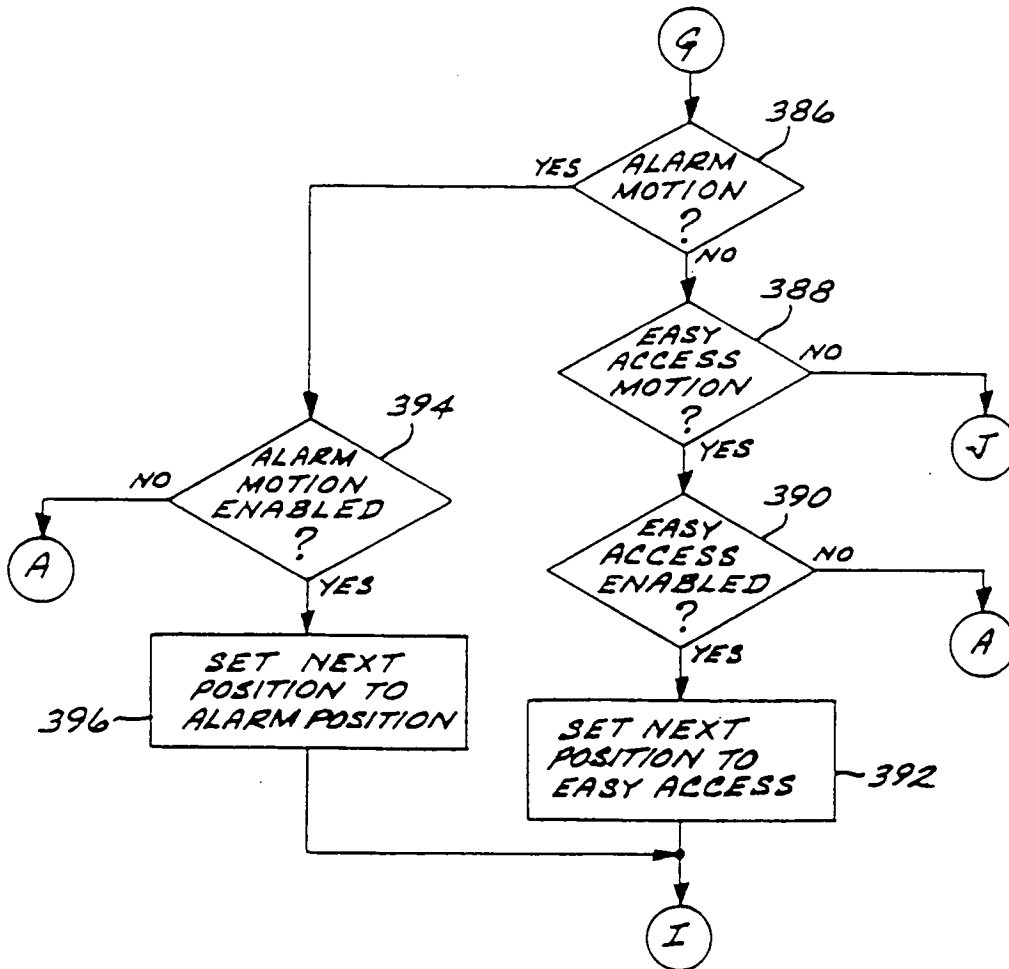 G
386
ALARM
MOTION
?
YES
NO
388
EASY
ACCESS
MOTION
?
NO
YES
J
394
ALARM
MOTION
ENABLED
?
NO
YES
A
390
EASY
ACCESS
ENABLED
?
NO
YES
A
SET NEXT
POSITION TO
ALARM POSITION
396
SET NEXT
POSITION TO
EASY ACCESS
392
I